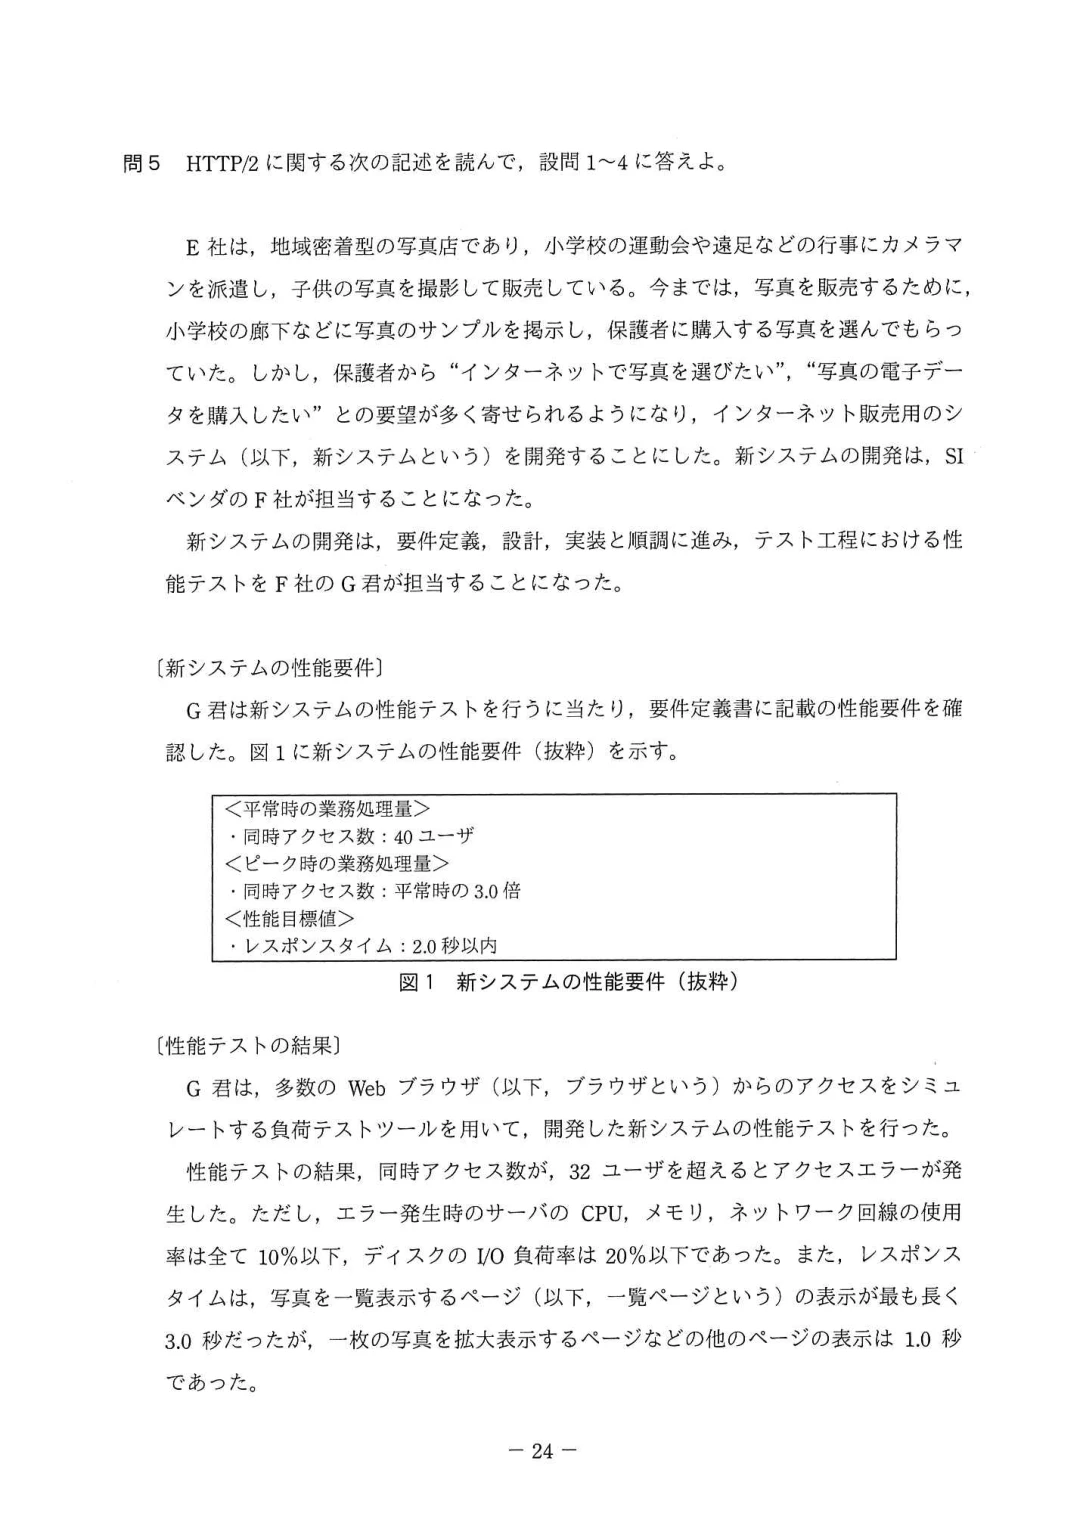 問5 HTTP/2 に関する次の記述を読んで，設問 1～4 に答えよ。
E 社は，地域密着型の写真店であり，小学校の運動会や遠足などの行事にカメラマ
ンを派遣し，子供の写真を撮影して販売している。今までは，写真を販売するために，
小学校の廊下などに写真のサンプルを掲示し，保護者に購入する写真を選んでもらっ
ていた。しかし，保護者から“インターネットで写真を選びたい”，“写真の電子デー
タを購入したい”との要望が多く寄せられるようになり，インターネット販売用のシ
ステム（以下，新システムという）を開発することにした。新システムの開発は，SI
ベンダの F 社が担当することになった。
新システムの開発は，要件定義，設計，実装と順調に進み，テスト工程における性
能テストを F 社の G 君が担当することになった。
〔新システムの性能要件〕
G 君は新システムの性能テストを行うに当たり，要件定義書に記載の性能要件を確
認した。図 1 に新システムの性能要件（抜粋）を示す。
＜平常時の業務処理量＞
・同時アクセス数：40 ユーザ
＜ピーク時の業務処理量＞
・同時アクセス数：平常時の 3.0 倍
＜性能目標値＞
・レスポンスタイム：2.0 秒以内
図1 新システムの性能要件（抜粋）
〔性能テストの結果〕
G 君は，多数の Web ブラウザ（以下，ブラウザという）からのアクセスをシミュ
レートする負荷テストツールを用いて，開発した新システムの性能テストを行った。
性能テストの結果，同時アクセス数が，32 ユーザを超えるとアクセスエラーが発
生した。ただし，エラー発生時のサーバの CPU，メモリ，ネットワーク回線の使用
率は全て 10％以下，ディスクの I/O 負荷率は 20％以下であった。また，レスポンス
タイムは，写真を一覧表示するページ（以下，一覧ページという）の表示が最も長く
3.0 秒だったが，一枚の写真を拡大表示するページなどの他のページの表示は 1.0 秒
であった。
－ 24 －